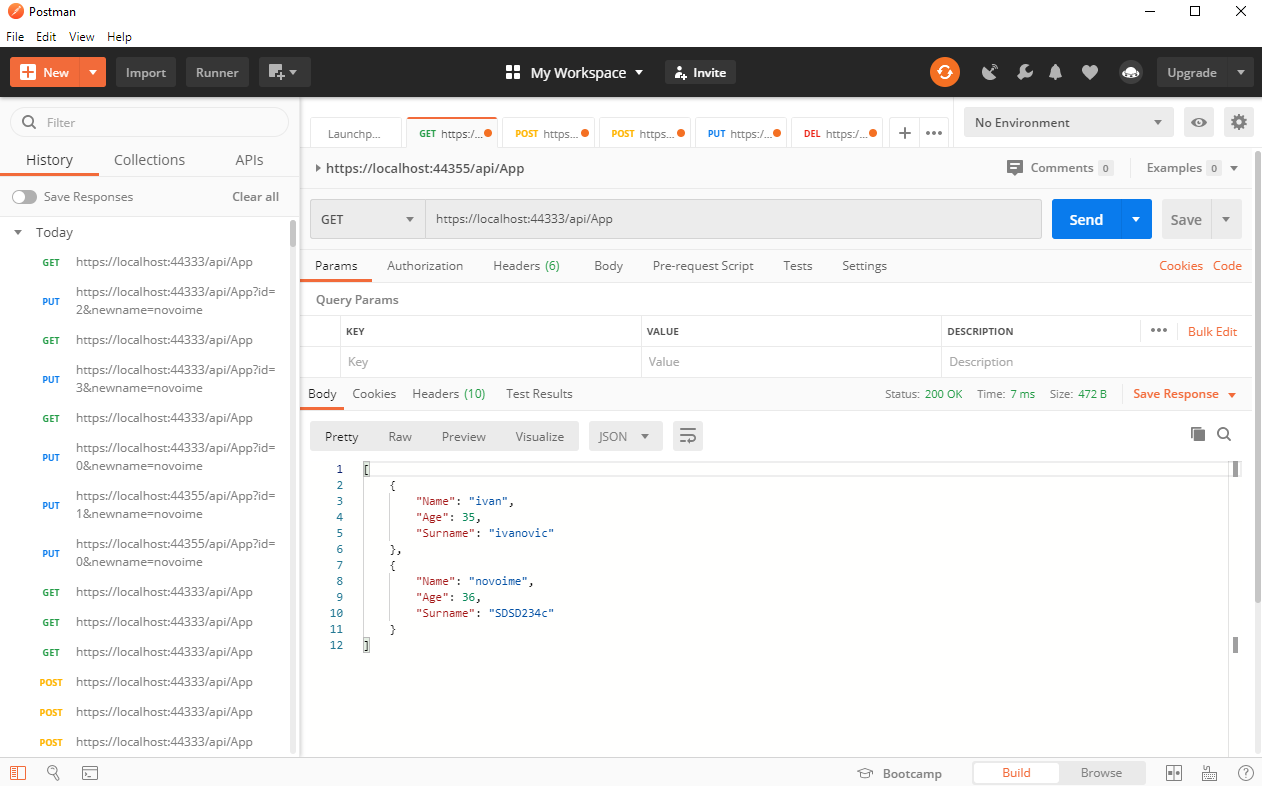 Postman
File Edit View Help
New Import Runner My Workspace Invite Upgrade
Filter
History Collections APIs
Save Responses Clear all
Today
GET https://localhost:44333/api/App
PUT https://localhost:44333/api/App?id=
2&newname=novoime
GET https://localhost:44333/api/App
PUT https://localhost:44333/api/App?id=
3&newname=novoime
GET https://localhost:44333/api/App
PUT https://localhost:44333/api/App?id=
0&newname=novoime
PUT https://localhost:44355/api/App?id=
1&newname=novoime
PUT https://localhost:44355/api/App?id=
0&newname=novoime
GET https://localhost:44333/api/App
GET https://localhost:44333/api/App
GET https://localhost:44333/api/App
POST https://localhost:44333/api/App
POST https://localhost:44333/api/App
POST https://localhost:44333/api/App
Launchp... GET https:/... POST https... POST https... PUT https:/... DEL https:/... + ••• No Environment
https://localhost:44355/api/App Comments 0 Examples 0
GET https://localhost:44333/api/App Send Save
Params Authorization Headers (6) Body Pre-request Script Tests Settings Cookies Code
Query Params
KEY VALUE DESCRIPTION ••• Bulk Edit
Key Value Description
Body Cookies Headers (10) Test Results Status: 200 OK Time: 7 ms Size: 472 B Save Response
Pretty Raw Preview Visualize JSON
1 [
2 {
3 "Name": "ivan",
4 "Age": 35,
5 "Surname": "ivanovic"
6 },
7 {
8 "Name": "novoime",
9 "Age": 36,
10 "Surname": "SDSD234c"
11 }
12 ]
Bootcamp Build Browse ?